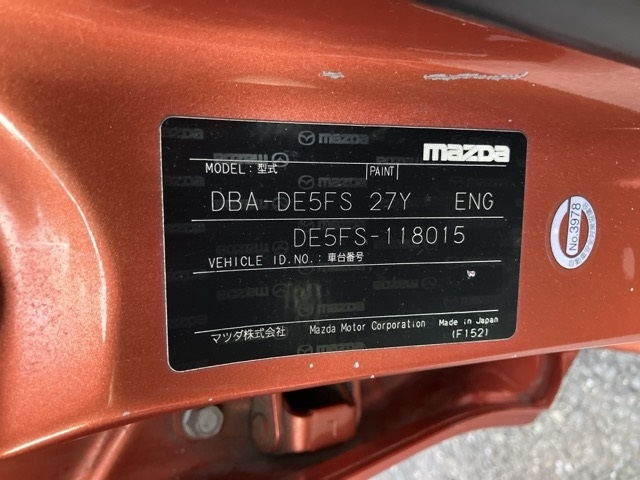 mazda
mazda
MODEL:型式 PAINT
DBA-DE5FS 27Y ENG
DE5FS-118015
VEHICLE ID.NO.:車台番号
マツダ株式会社 Mazda Motor Corporation Made in Japan
(F152)
No.3978